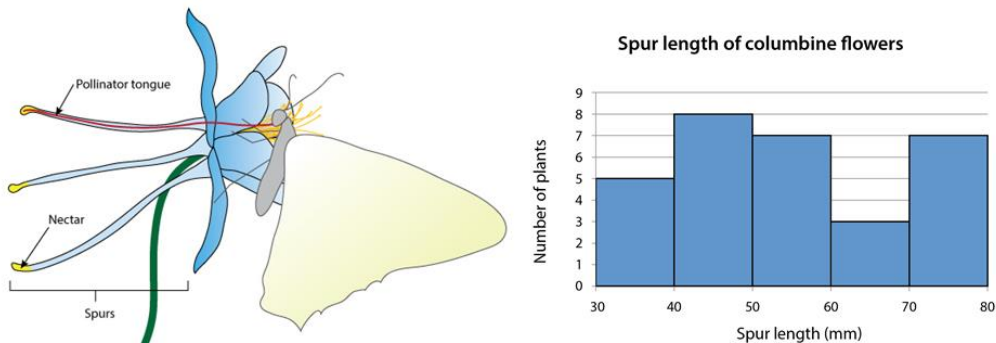 Pollinator tongue
Nectar
Spurs
Spur length of columbine flowers
Number of plants
9
8
7
6
5
4
3
2
1
0
30 40 50 60 70 80
Spur length (mm)